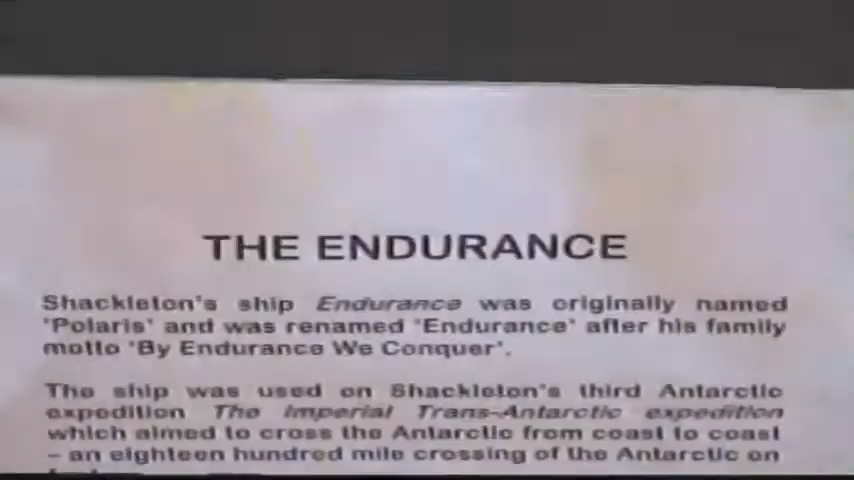 THE ENDURANCE
Shackleton's ship Endurance was originally named
'Polaris' and was renamed 'Endurance' after his family
motto 'By Endurance We Conquer'.
The ship was used on Shackleton's third Antarctic
expedition The Imperial Trans-Antarctic expedition
which aimed to cross the Antarctic from coast to coast
– an eighteen hundred mile crossing of the Antarctic on